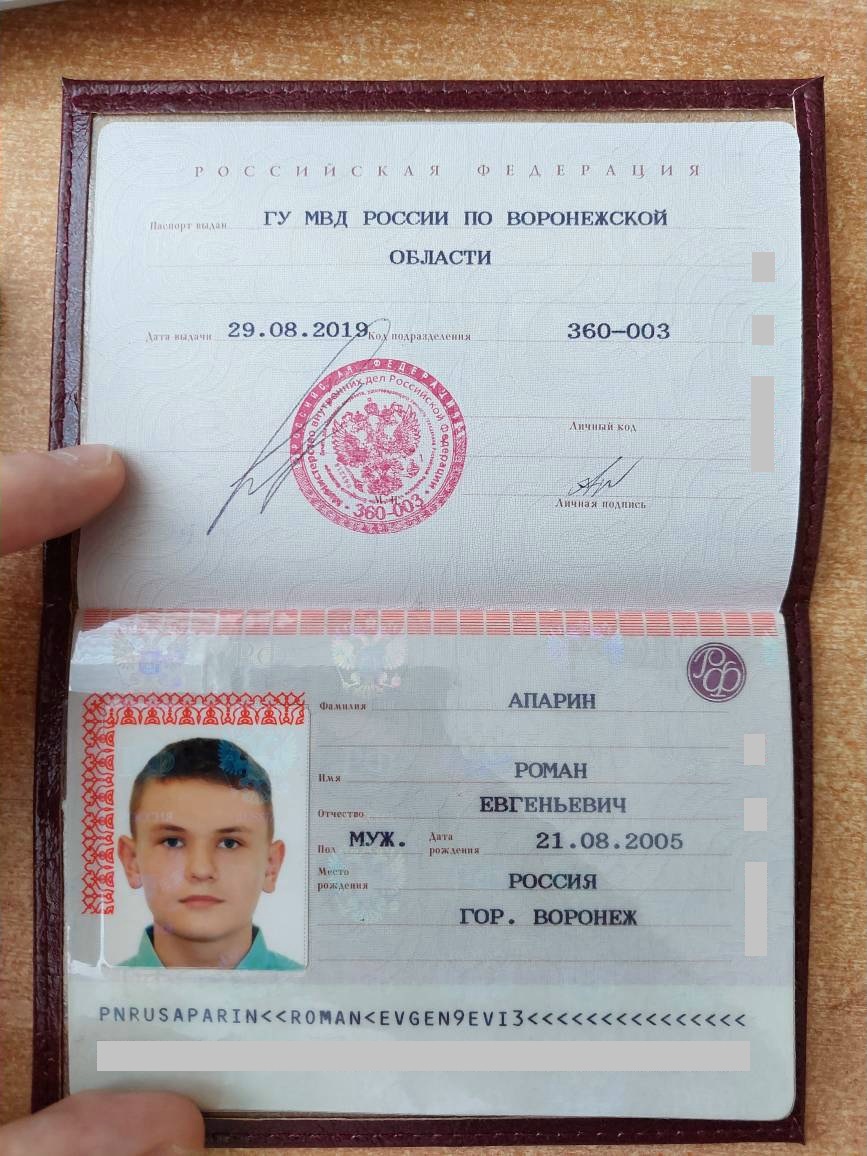 РОССИЙСКАЯ ФЕДЕРАЦИЯ
Паспорт выдан ГУ МВД РОССИИ ПО ВОРОНЕЖСКОЙ
ОБЛАСТИ
Дата выдачи 29.08.2019 Код подразделения 360-003
РОССИЙСКАЯ ФЕДЕРАЦИЯ
Министерство внутренних дел Российской Федерации
Личный код
М. П.
360-003
Личная подпись
РФ
Фамилия АПАРИН
Имя РОМАН
Отчество ЕВГЕНЬЕВИЧ
Пол МУЖ. Дата рождения 21.08.2005
Место рождения РОССИЯ
ГОР. ВОРОНЕЖ
PNRUSAPARIN<<ROMAN<EVGEN9EVI3<<<<<<<<<<<<<<<